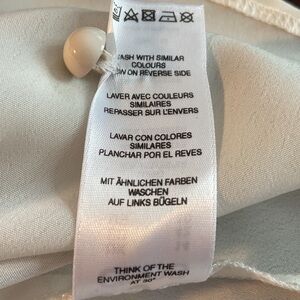 WASH WITH SIMILAR
COLOURS
ON REVERSE SIDE
LAVER AVEC COULEURS
SIMILAIRES
REPASSER SUR L'ENVERS
LAVAR CON COLORES
SIMILARES
PLANCHAR POR EL REVES
MIT ÄHNLICHEN FARBEN
WASCHEN
AUF LINKS BÜGELN
THINK OF THE
ENVIRONMENT WASH
AT 30°